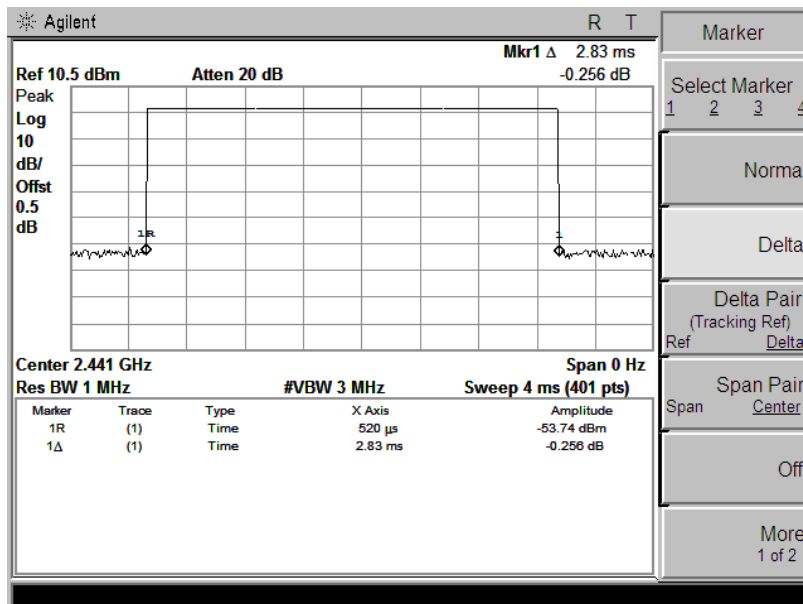 Agilent R T
Mkr1 Δ 2.83 ms
Ref 10.5 dBm Atten 20 dB -0.256 dB
Peak
Log
10
dB/
Offst
0.5
dB
1R
1
Center 2.441 GHz Span 0 Hz
Res BW 1 MHz #VBW 3 MHz Sweep 4 ms (401 pts)
Marker Trace Type X Axis Amplitude
1R (1) Time 520 µs -53.74 dBm
1Δ (1) Time 2.83 ms -0.256 dB
Marker
Select Marker
1 2 3 4
Norma
Delta
Delta Pair
(Tracking Ref)
Ref Delta
Span Pair
Span Center
Off
More
1 of 2